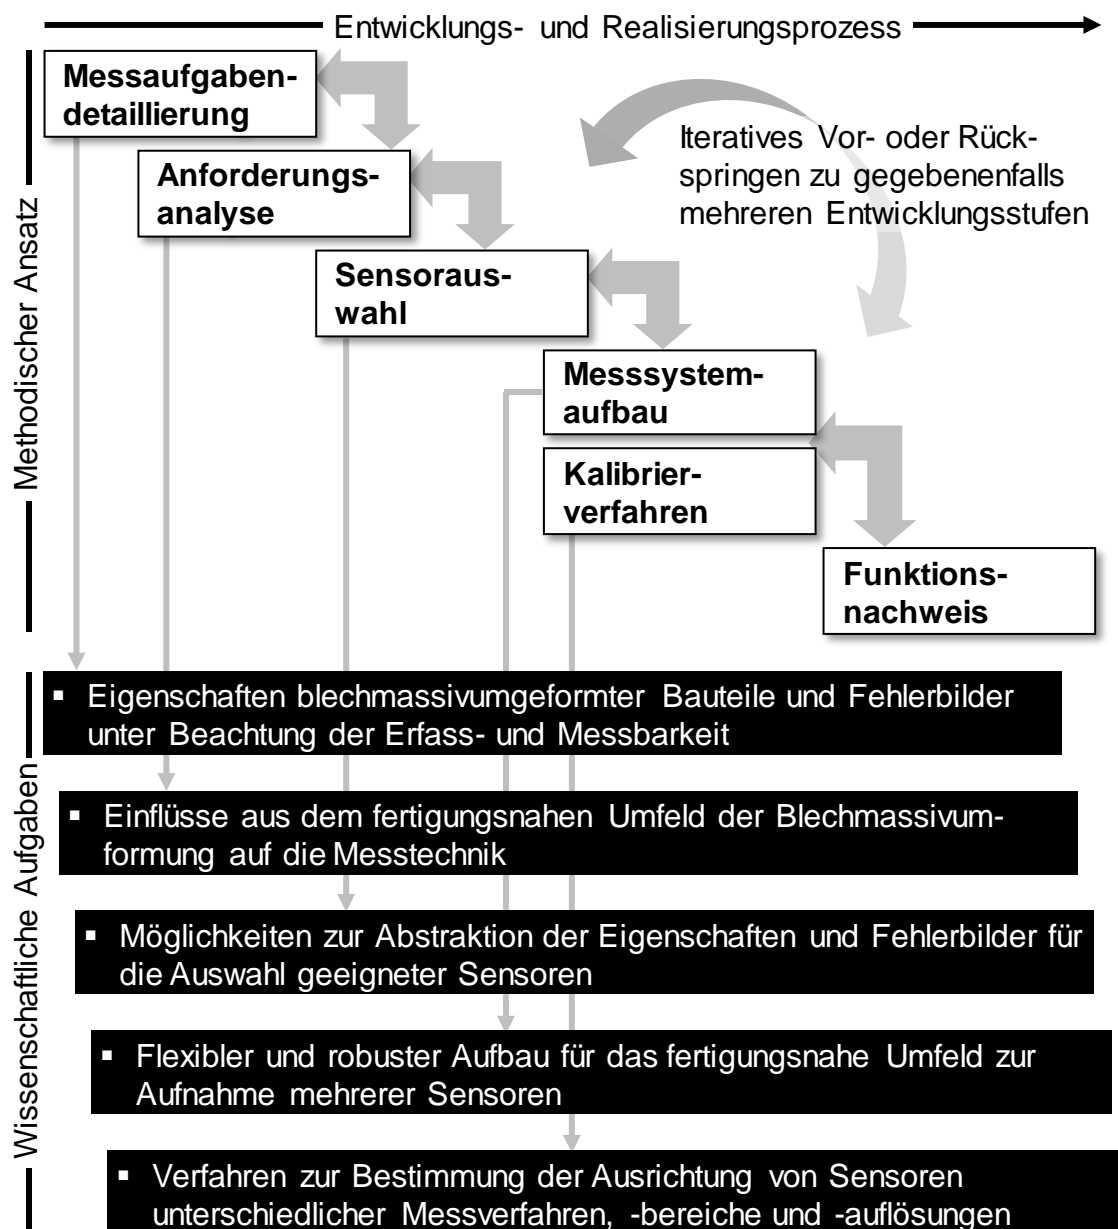 Entwicklungs- und Realisierungsprozess
Methodischer Ansatz
Messaufgaben-
detaillierung
Iteratives Vor- oder Rück-
springen zu gegebenenfalls
mehreren Entwicklungsstufen
Anforderungs-
analyse
Sensoraus-
wahl
Messsystem-
aufbau
Kalibrier-
verfahren
Funktions-
nachweis
Wissenschaftliche Aufgaben
▪ Eigenschaften blechmassivumgeformter Bauteile und Fehlerbilder
unter Beachtung der Erfass- und Messbarkeit
▪ Einflüsse aus dem fertigungsnahen Umfeld der Blechmassivum-
formung auf die Messtechnik
▪ Möglichkeiten zur Abstraktion der Eigenschaften und Fehlerbilder für
die Auswahl geeigneter Sensoren
▪ Flexibler und robuster Aufbau für das fertigungsnahe Umfeld zur
Aufnahme mehrerer Sensoren
▪ Verfahren zur Bestimmung der Ausrichtung von Sensoren
unterschiedlicher Messverfahren, -bereiche und -auflösungen